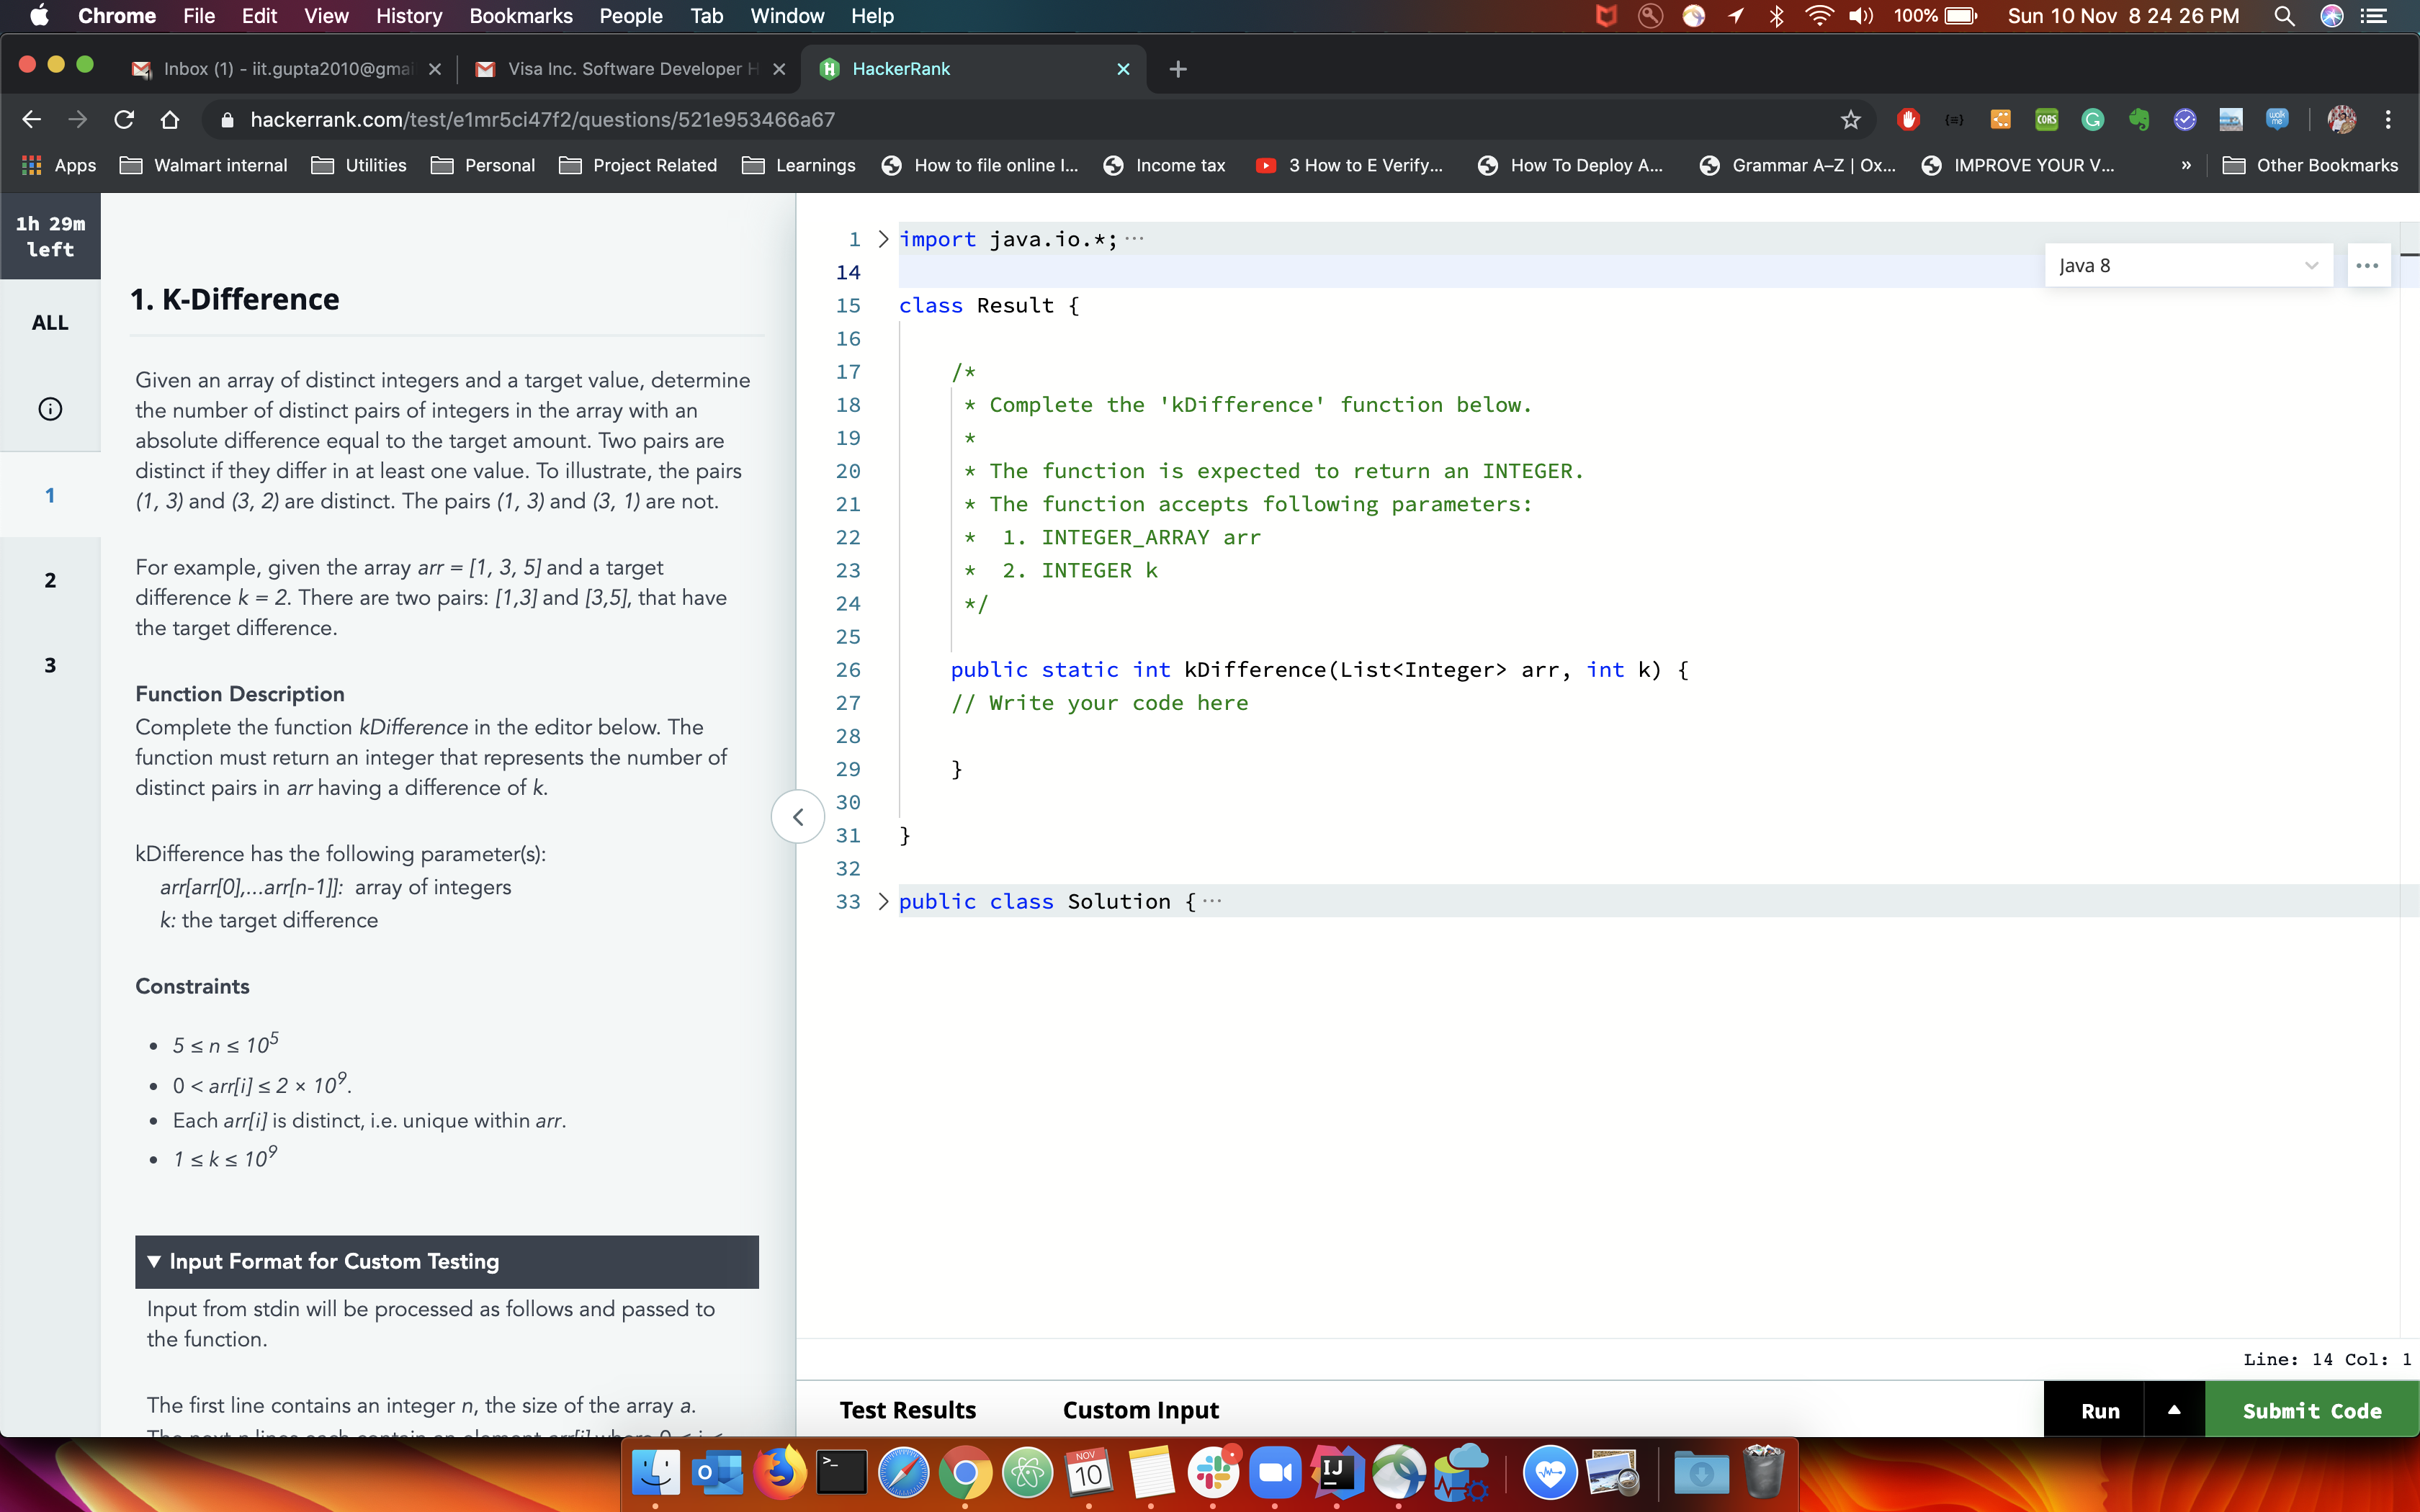 Chrome File Edit View History Bookmarks People Tab Window Help 100% Sun 10 Nov 8 24 26 PM
Inbox (1) - iit.gupta2010@gmai Visa Inc. Software Developer H HackerRank
hackerrank.com/test/e1mr5ci47f2/questions/521e953466a67
Apps Walmart internal Utilities Personal Project Related Learnings How to file online I... Income tax 3 How to E Verify... How To Deploy A... Grammar A–Z | Ox... IMPROVE YOUR V... » Other Bookmarks
1h 29m
left
ALL
1
2
3
1. K-Difference
Given an array of distinct integers and a target value, determine
the number of distinct pairs of integers in the array with an
absolute difference equal to the target amount. Two pairs are
distinct if they differ in at least one value. To illustrate, the pairs
(1, 3) and (3, 2) are distinct. The pairs (1, 3) and (3, 1) are not.
For example, given the array arr = [1, 3, 5] and a target
difference k = 2. There are two pairs: [1,3] and [3,5], that have
the target difference.
Function Description
Complete the function kDifference in the editor below. The
function must return an integer that represents the number of
distinct pairs in arr having a difference of k.
kDifference has the following parameter(s):
arr[arr[0],...arr[n-1]]: array of integers
k: the target difference
Constraints
• 5 ≤ n ≤ 10⁵
• 0 < arr[i] ≤ 2 × 10⁹.
• Each arr[i] is distinct, i.e. unique within arr.
• 1 ≤ k ≤ 10⁹
▼ Input Format for Custom Testing
Input from stdin will be processed as follows and passed to
the function.
The first line contains an integer n, the size of the array a.
Java 8
1 import java.io.*; ···
14
15 class Result {
16
17 /*
18 * Complete the 'kDifference' function below.
19 *
20 * The function is expected to return an INTEGER.
21 * The function accepts following parameters:
22 * 1. INTEGER_ARRAY arr
23 * 2. INTEGER k
24 */
25
26 public static int kDifference(List<Integer> arr, int k) {
27 // Write your code here
28
29 }
30
31 }
32
33 public class Solution { ···
Line: 14 Col: 1
Test Results Custom Input Run Submit Code
NOV
10
IJ